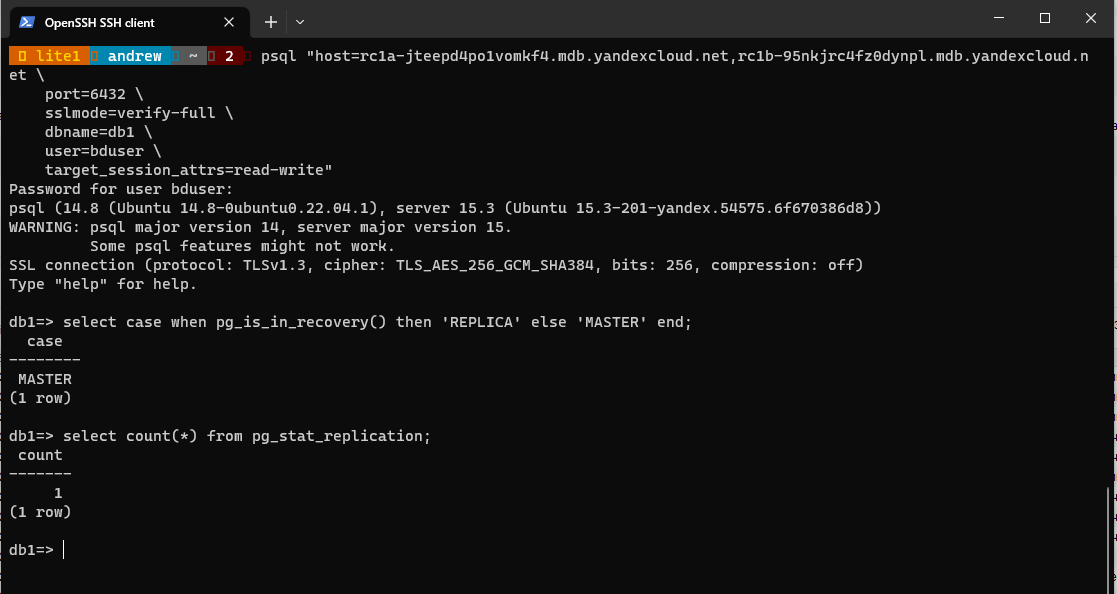 OpenSSH SSH client
lite1 andrew ~ 2 psql "host=rc1a-jteepd4po1vomkf4.mdb.yandexcloud.net,rc1b-95nkjrc4fz0dynpl.mdb.yandexcloud.n
et \
port=6432 \
sslmode=verify-full \
dbname=db1 \
user=bduser \
target_session_attrs=read-write"
Password for user bduser:
psql (14.8 (Ubuntu 14.8-0ubuntu0.22.04.1), server 15.3 (Ubuntu 15.3-201-yandex.54575.6f670386d8))
WARNING: psql major version 14, server major version 15.
Some psql features might not work.
SSL connection (protocol: TLSv1.3, cipher: TLS_AES_256_GCM_SHA384, bits: 256, compression: off)
Type "help" for help.
db1=> select case when pg_is_in_recovery() then 'REPLICA' else 'MASTER' end;
case
--------
MASTER
(1 row)
db1=> select count(*) from pg_stat_replication;
count
-------
1
(1 row)
db1=>